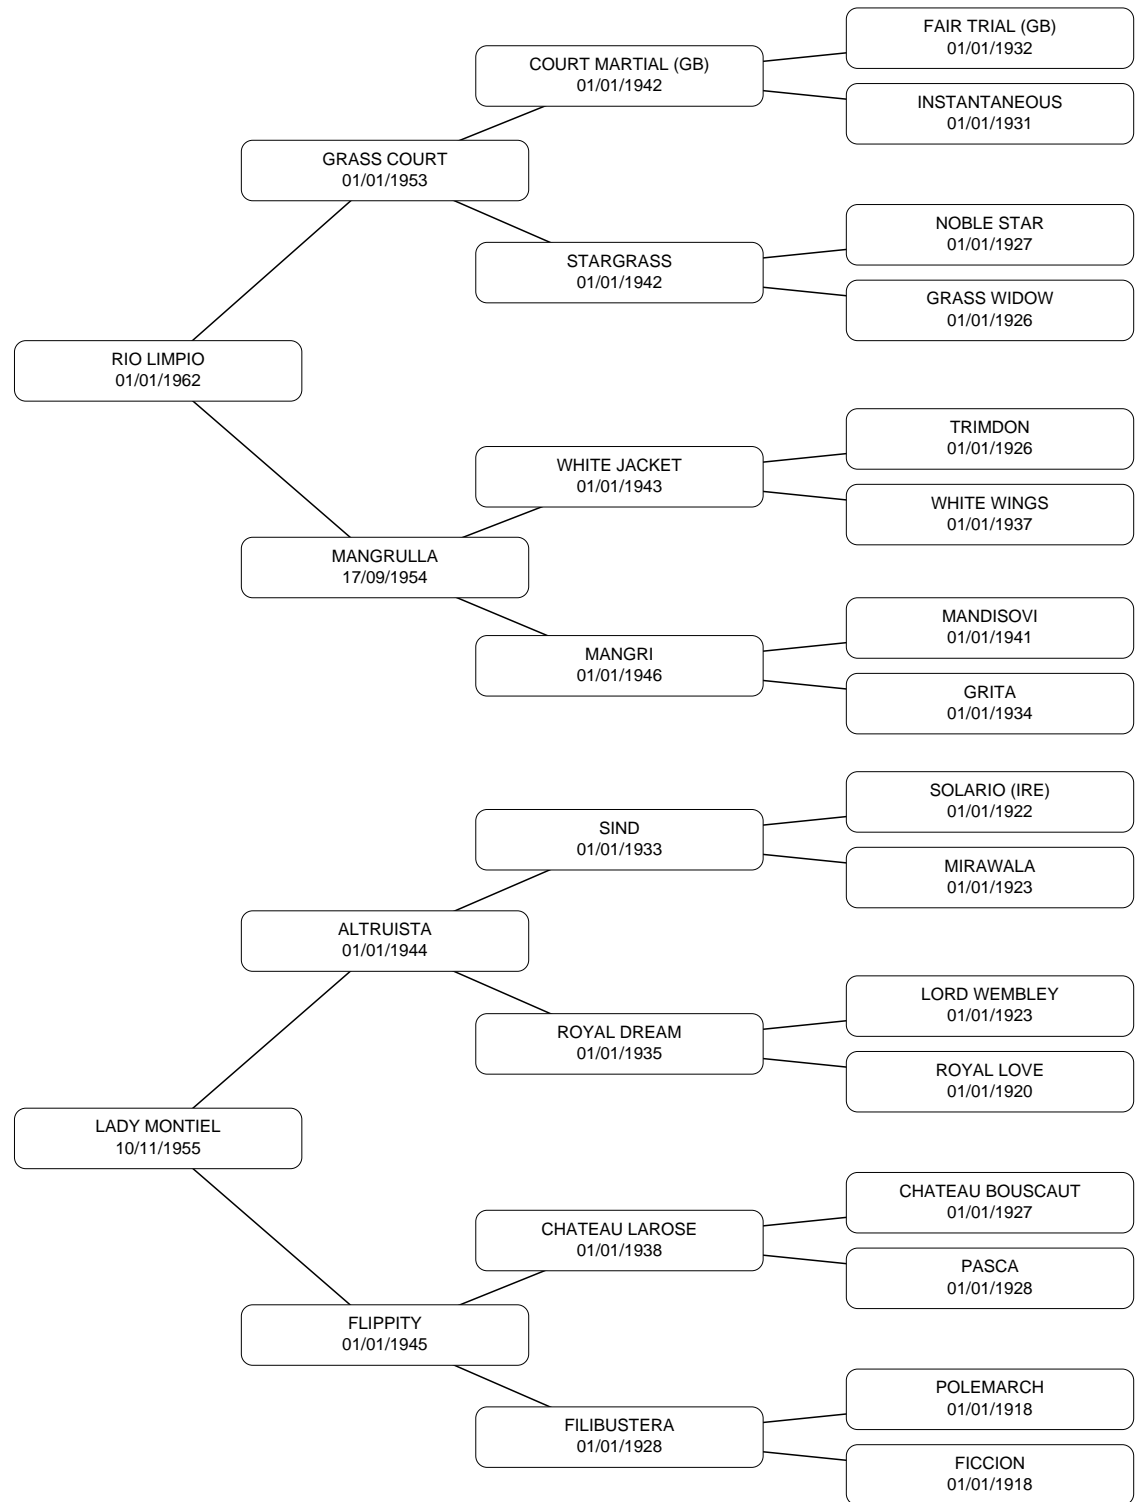 FAIR TRIAL (GB)
01/01/1932
COURT MARTIAL (GB)
01/01/1942
INSTANTANEOUS
01/01/1931
GRASS COURT
01/01/1953
NOBLE STAR
01/01/1927
STARGRASS
01/01/1942
GRASS WIDOW
01/01/1926
RIO LIMPIO
01/01/1962
TRIMDON
01/01/1926
WHITE JACKET
01/01/1943
WHITE WINGS
01/01/1937
MANGRULLA
17/09/1954
MANDISOVI
01/01/1941
MANGRI
01/01/1946
GRITA
01/01/1934
SOLARIO (IRE)
01/01/1922
SIND
01/01/1933
MIRAWALA
01/01/1923
ALTRUISTA
01/01/1944
LORD WEMBLEY
01/01/1923
ROYAL DREAM
01/01/1935
ROYAL LOVE
01/01/1920
LADY MONTIEL
10/11/1955
CHATEAU BOUSCAUT
01/01/1927
CHATEAU LAROSE
01/01/1938
PASCA
01/01/1928
FLIPPITY
01/01/1945
POLEMARCH
01/01/1918
FILIBUSTERA
01/01/1928
FICCION
01/01/1918